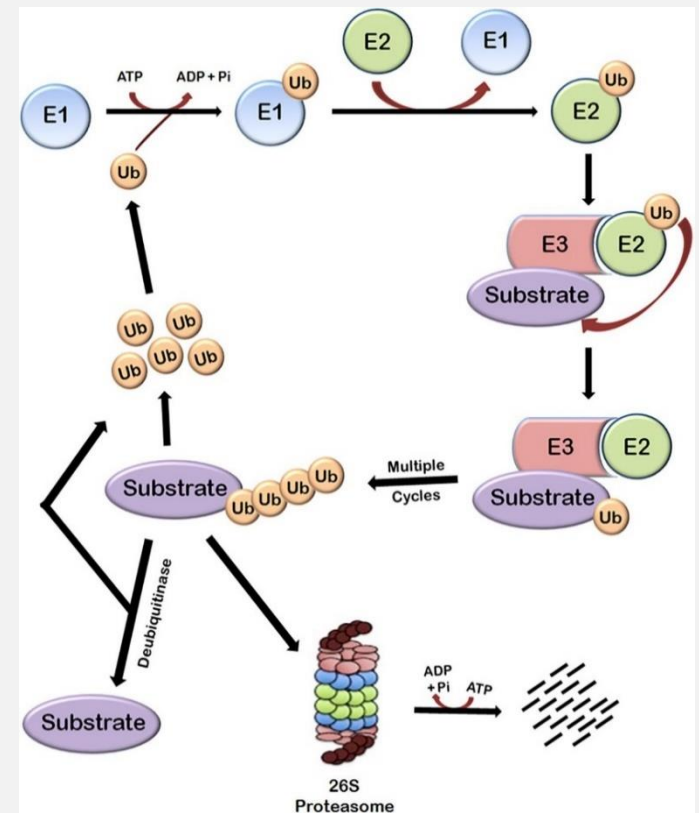 E2
E1
ATP
ADP + Pi
Ub
E1
E1
Ub
E2
Ub
Ub
E3
E2
Substrate
Ub
Ub
Ub
Ub
Ub
E3
E2
Substrate
Ub
Multiple
Cycles
Substrate
Ub
Ub
Ub
Ub
Deubiquitinase
Substrate
ADP
+Pi
ATP
26S
Proteasome